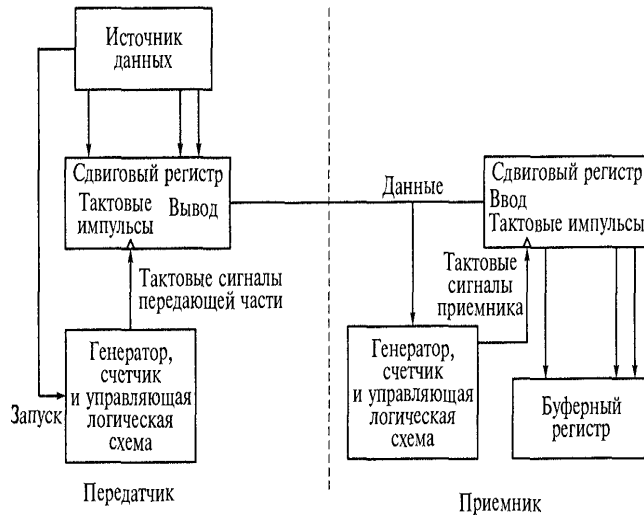 Источник
данных
Сдвиговый регистр
Тактовые
импульсы
Вывод
Тактовые сигналы
передающей части
Генератор,
счетчик
и управляющая
логическая
схема
Запуск
Передатчик
Данные
Сдвиговый регистр
Ввод
Тактовые импульсы
Тактовые
сигналы
приемника
Генератор,
счетчик
и управляющая
логическая
схема
Буферный
регистр
Приемник